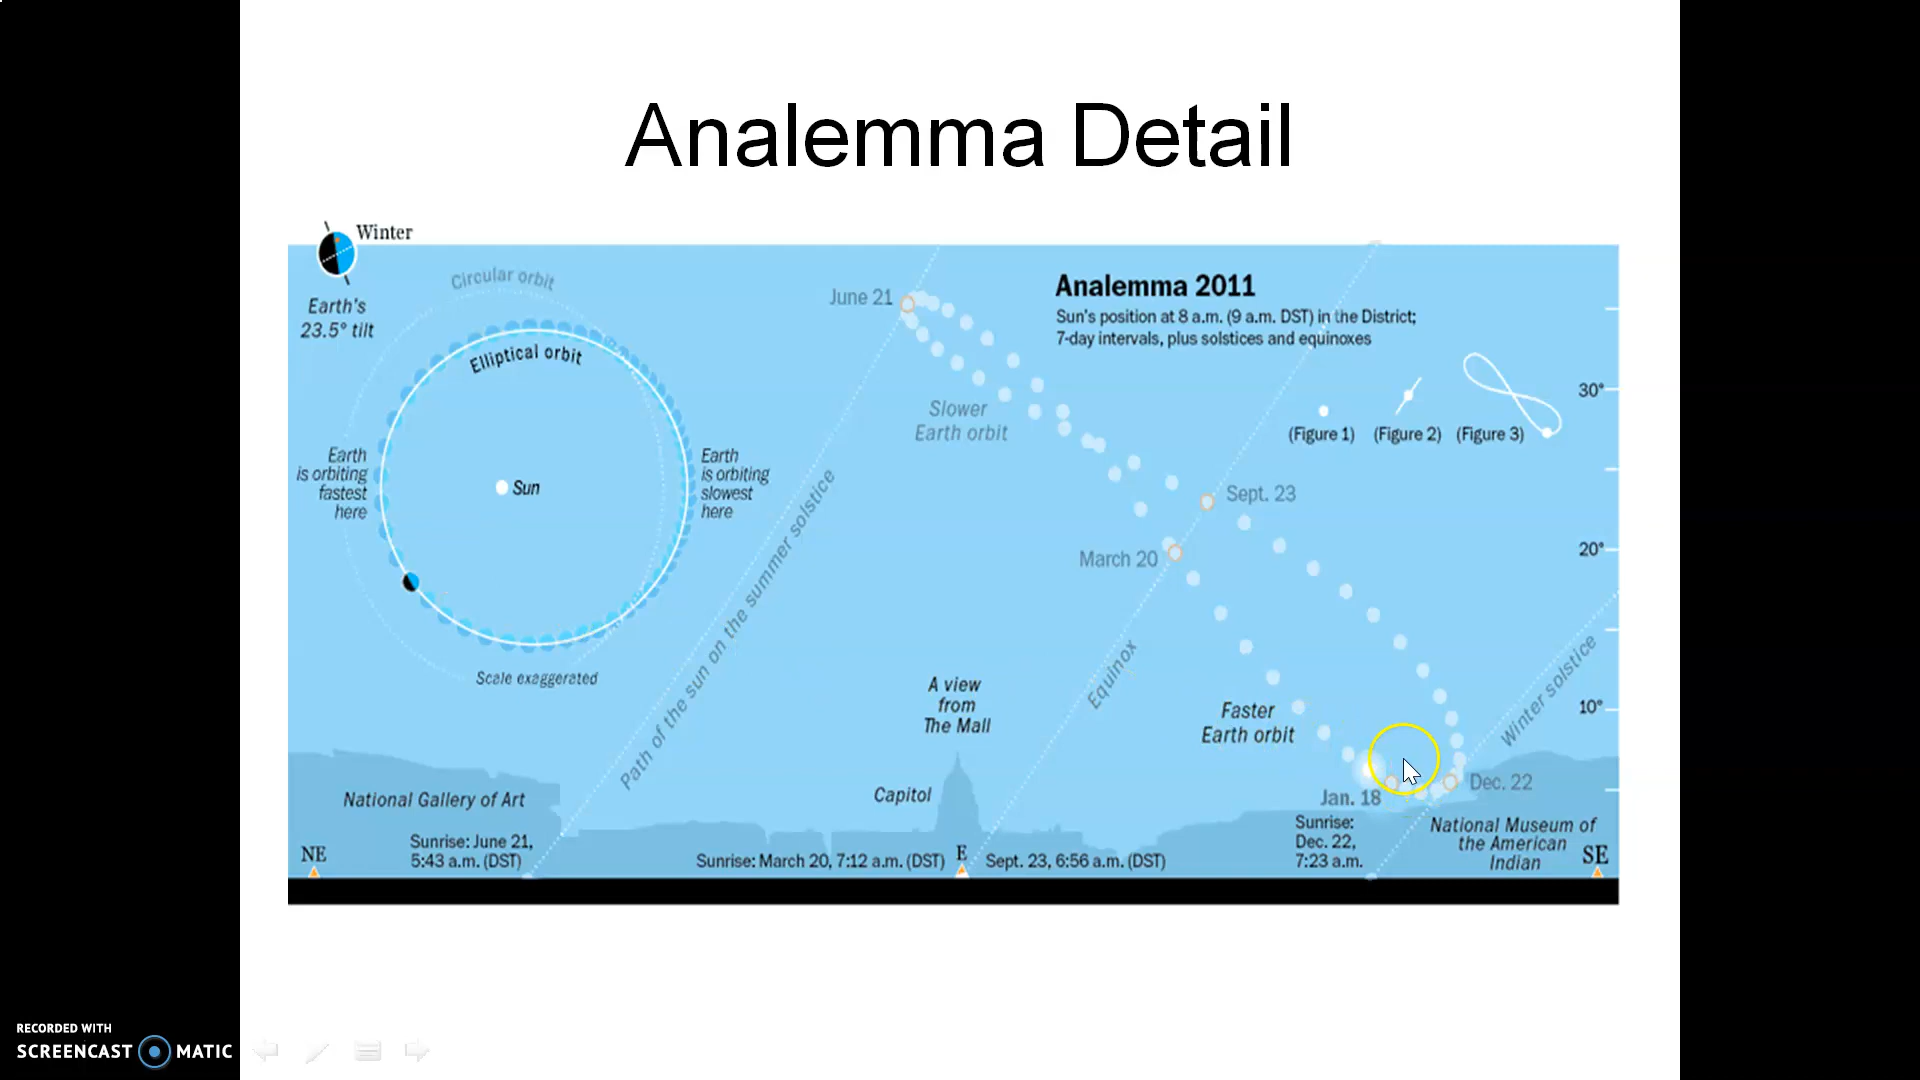 Analemma Detail
Winter
Earth's
23.5° tilt
Circular orbit
Elliptical orbit
Earth
is orbiting
fastest
here
Sun
Earth
is orbiting
slowest
here
Scale exaggerated
Path of the sun on the summer solstice
June 21
Slower
Earth orbit
Analemma 2011
Sun's position at 8 a.m. (9 a.m. DST) in the District;
7-day intervals, plus solstices and equinoxes
(Figure 1)
(Figure 2)
(Figure 3)
30°
20°
10°
Sept. 23
March 20
Equinox
Winter solstice
A view
from
The Mall
Faster
Earth orbit
Capitol
Jan. 18
Dec. 22
National Gallery of Art
National Museum of
the American
Indian
NE
Sunrise: June 21,
5:43 a.m. (DST)
Sunrise: March 20, 7:12 a.m. (DST)
E
Sept. 23, 6:56 a.m. (DST)
Sunrise:
Dec. 22,
7:23 a.m.
SE
RECORDED WITH
SCREENCAST MATIC